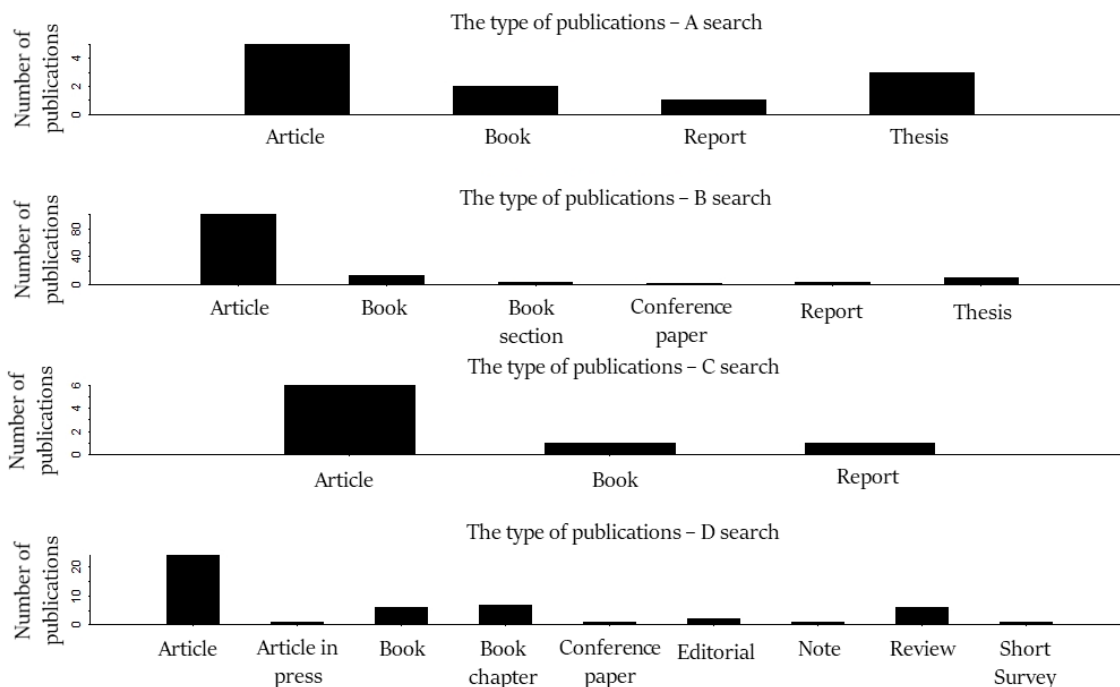 The type of publications – A search
Number of
publications
4
2
0
Article Book Report Thesis
The type of publications – B search
Number of
publications
80
40
0
Article Book Book Conference Report Thesis
section paper
The type of publications – C search
Number of
publications
6
4
2
0
Article Book Report
The type of publications – D search
Number of
publications
20
10
0
Article Article in Book Book Conference Editorial Note Review Short
press chapter paper Survey